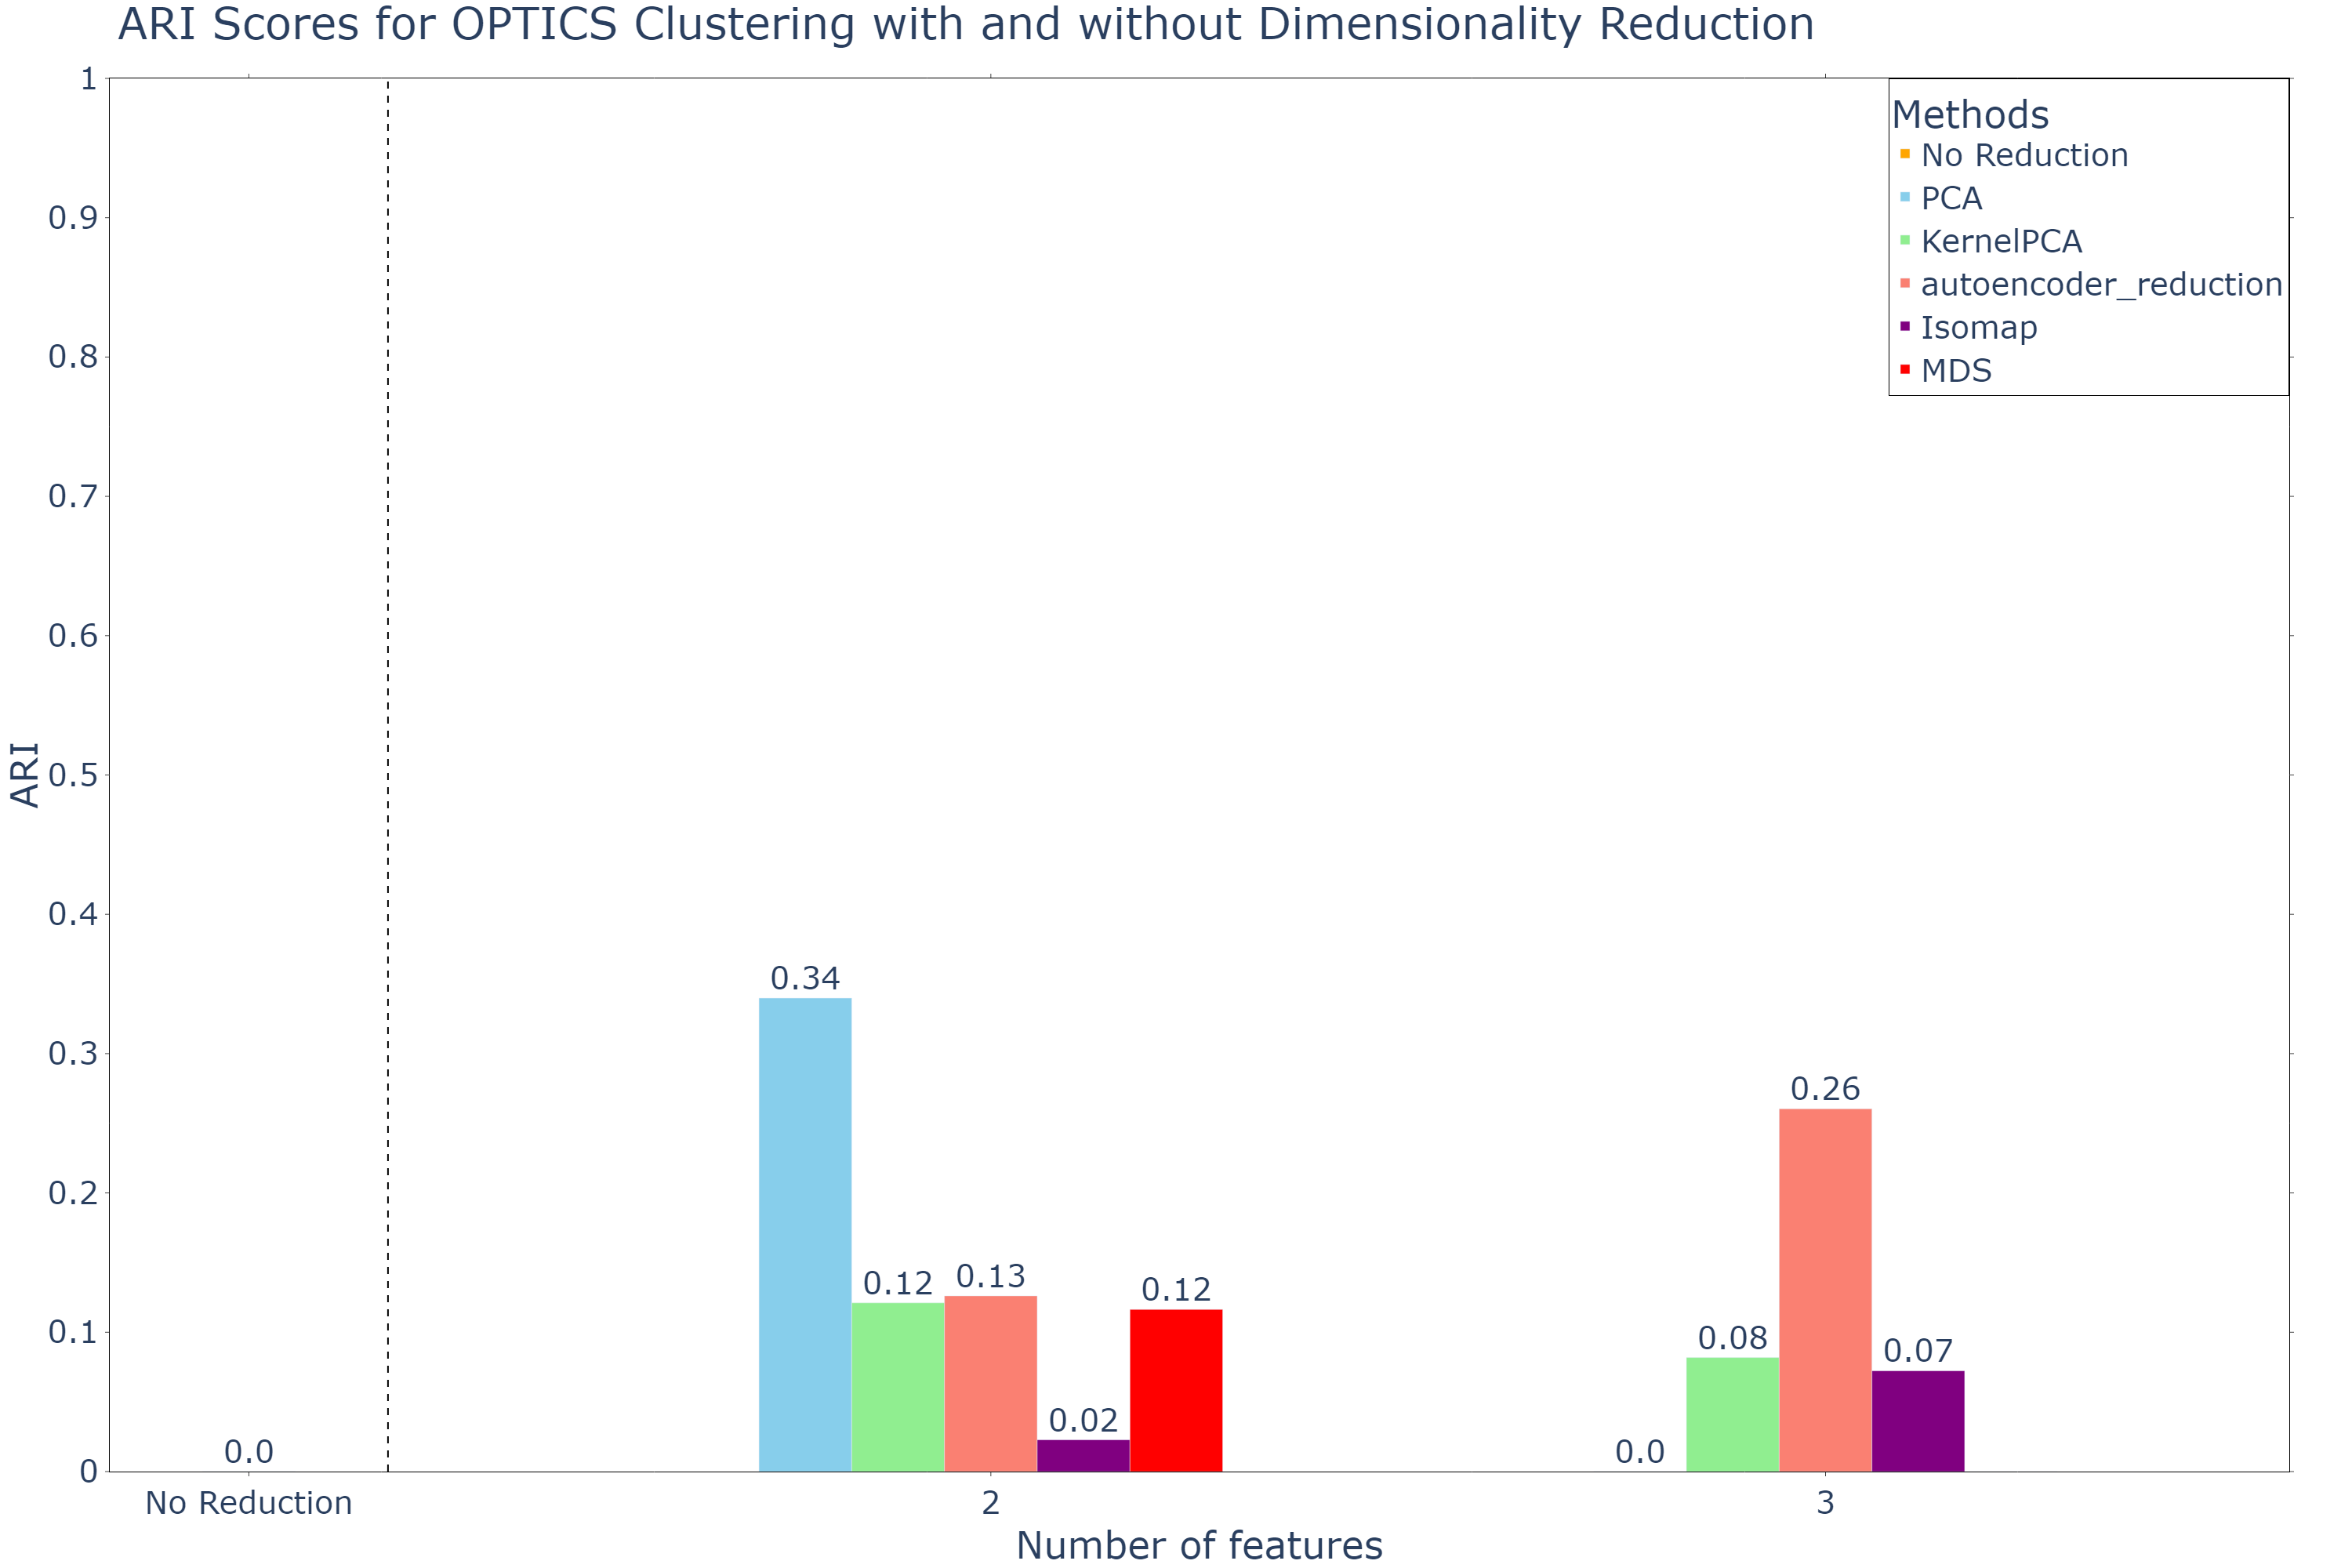 ARI Scores for OPTICS Clustering with and without Dimensionality Reduction
1
0.9
0.8
0.7
0.6
0.5
0.4
0.3
0.2
0.1
0
ARI
Methods
No Reduction
PCA
KernelPCA
autoencoder_reduction
Isomap
MDS
0.0
0.34
0.12
0.13
0.02
0.12
0.0
0.08
0.26
0.07
No Reduction
2
3
Number of features